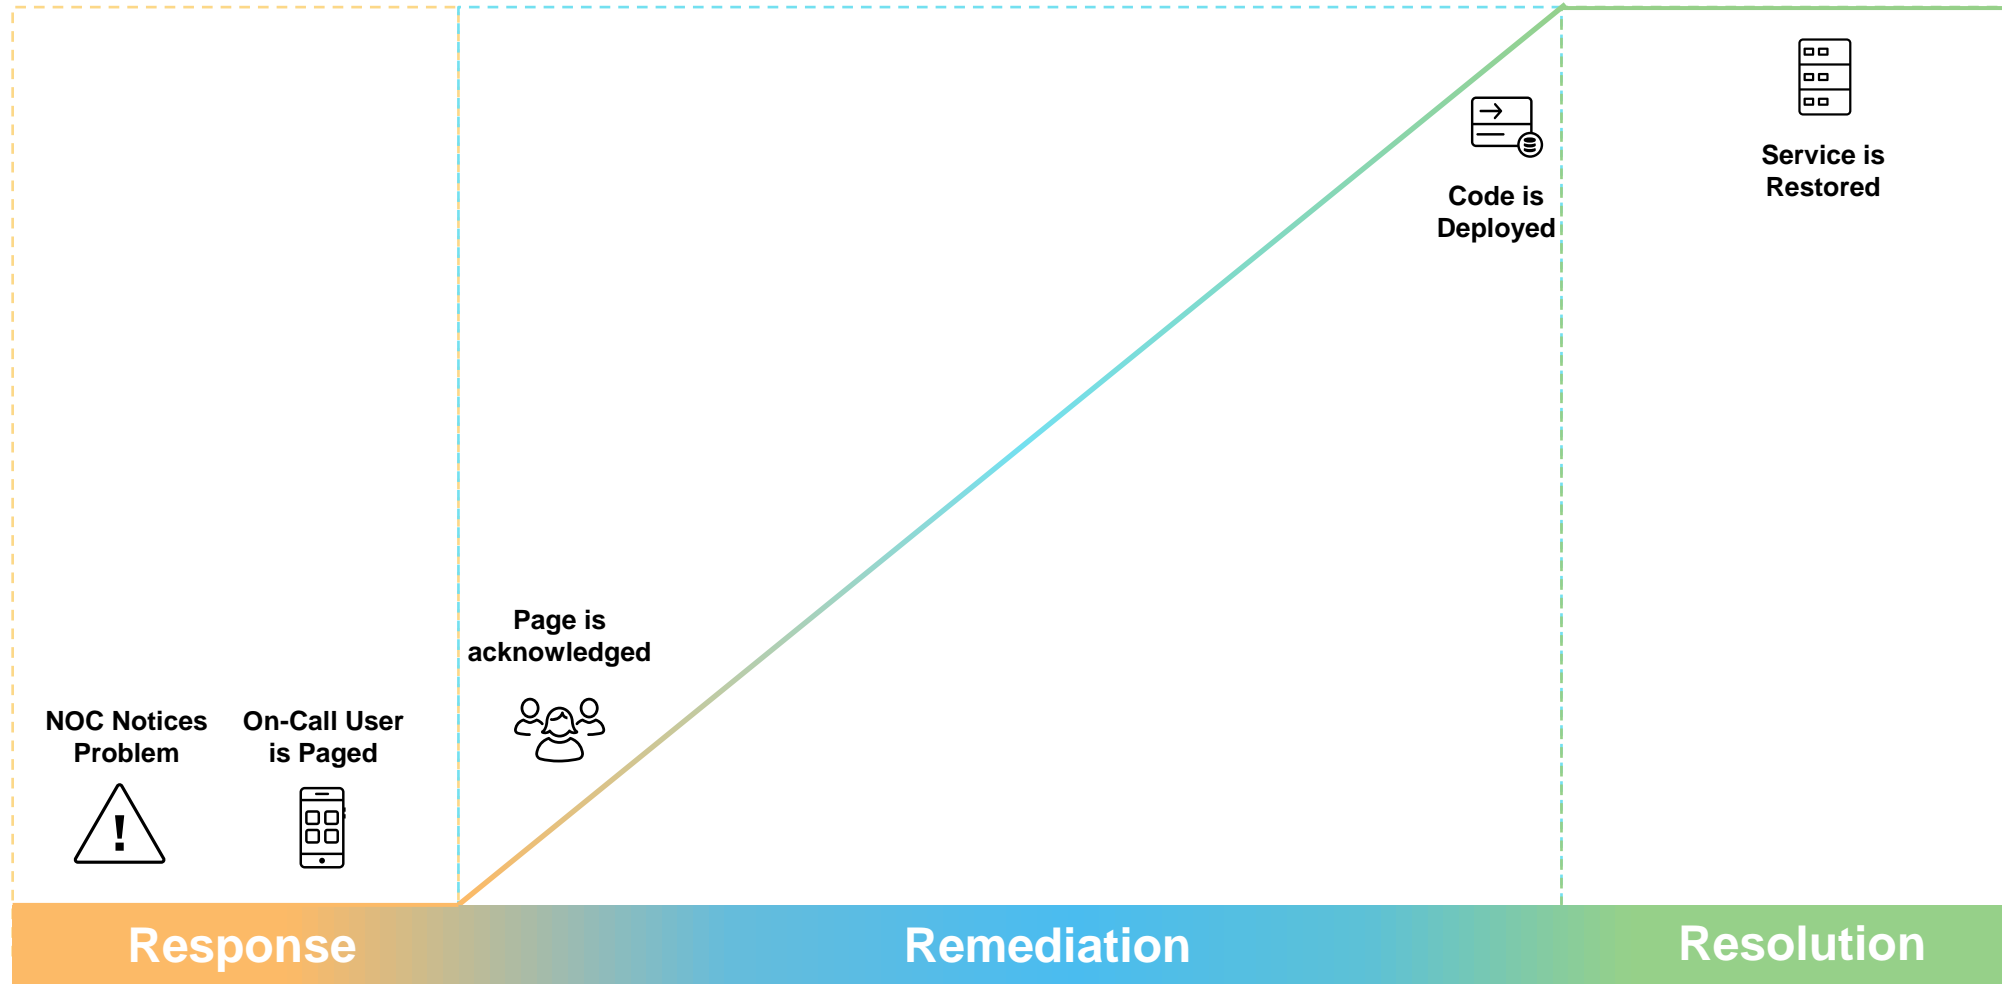 NOC Notices
Problem
On-Call User
is Paged
Page is
acknowledged
Code is
Deployed
Service is
Restored
Response
Remediation
Resolution